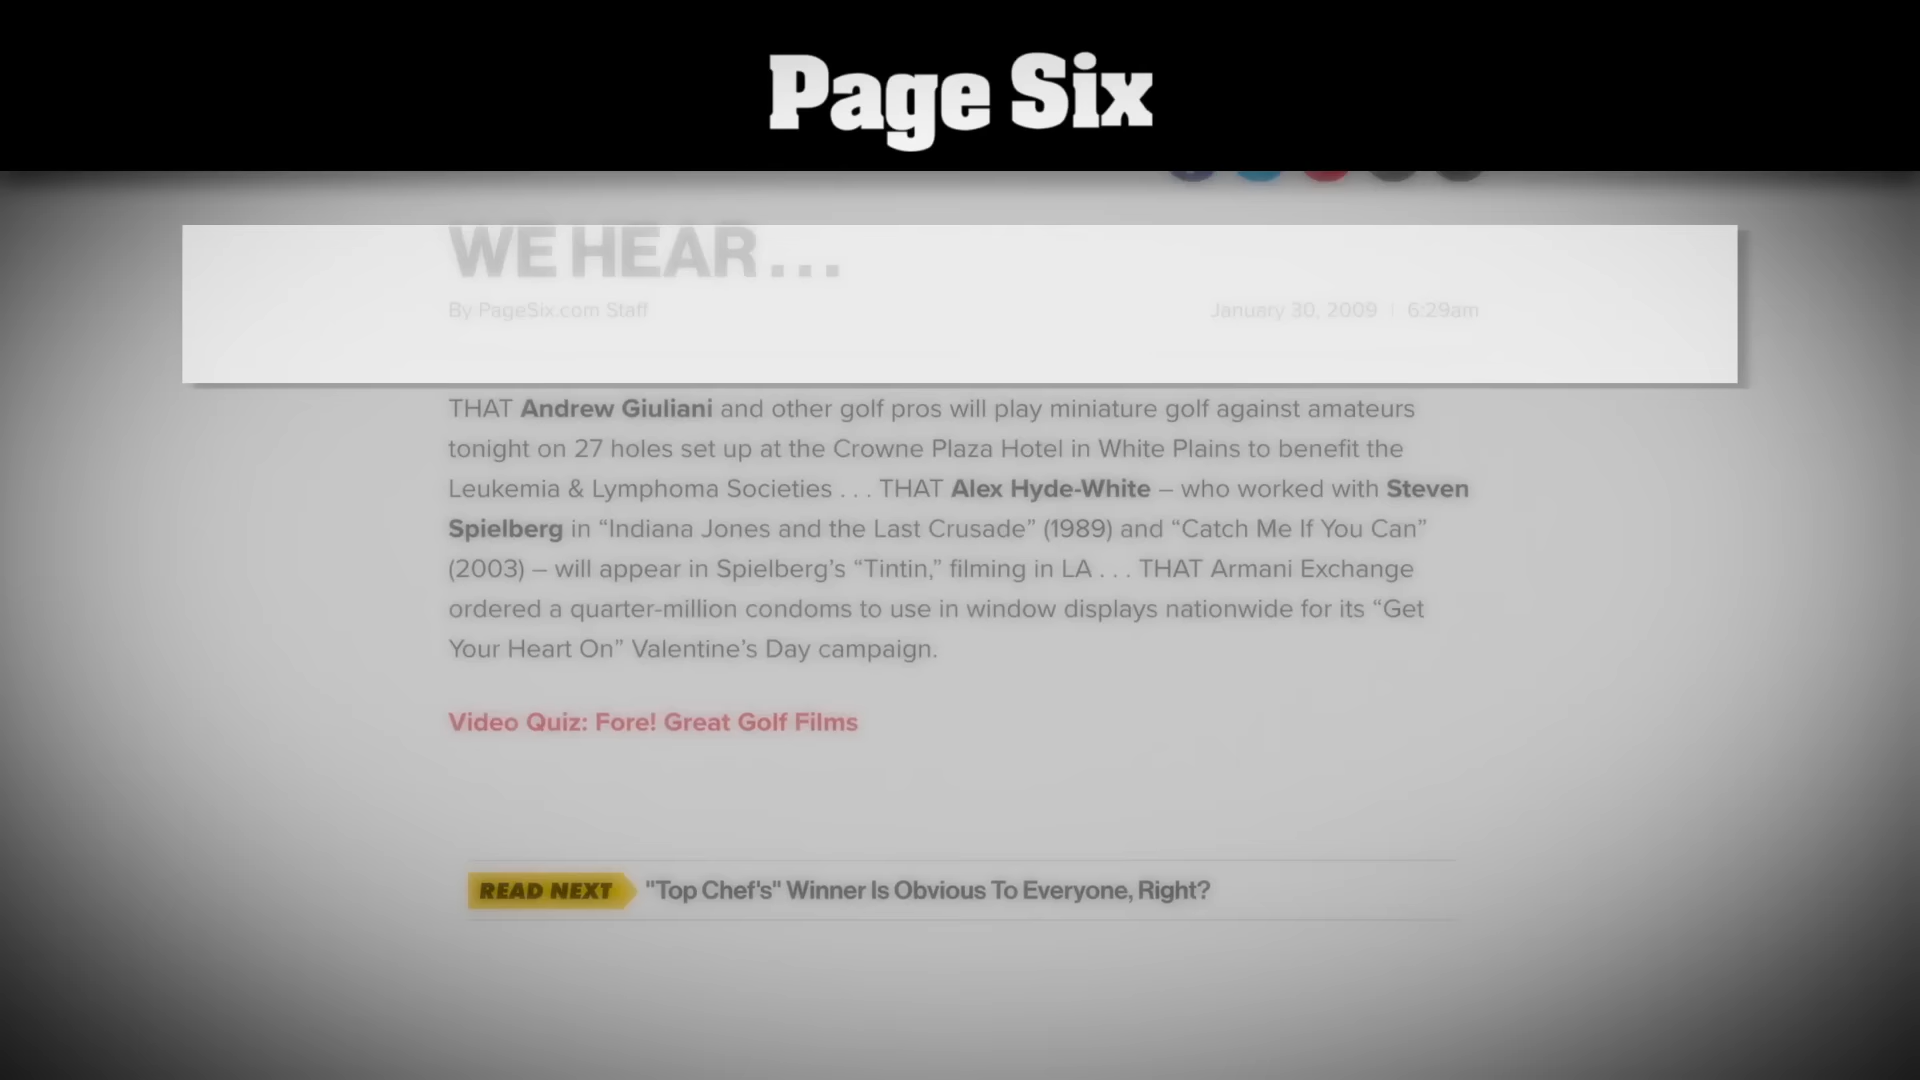 Page Six
WE HEAR . . .
By PageSix.com Staff January 30, 2009 | 6:29am
THAT Andrew Giuliani and other golf pros will play miniature golf against amateurs
tonight on 27 holes set up at the Crowne Plaza Hotel in White Plains to benefit the
Leukemia & Lymphoma Societies . . . THAT Alex Hyde-White – who worked with Steven
Spielberg in “Indiana Jones and the Last Crusade” (1989) and “Catch Me If You Can”
(2003) – will appear in Spielberg’s “Tintin,” filming in LA . . . THAT Armani Exchange
ordered a quarter-million condoms to use in window displays nationwide for its “Get
Your Heart On” Valentine’s Day campaign.
Video Quiz: Fore! Great Golf Films
READ NEXT "Top Chef's" Winner Is Obvious To Everyone, Right?